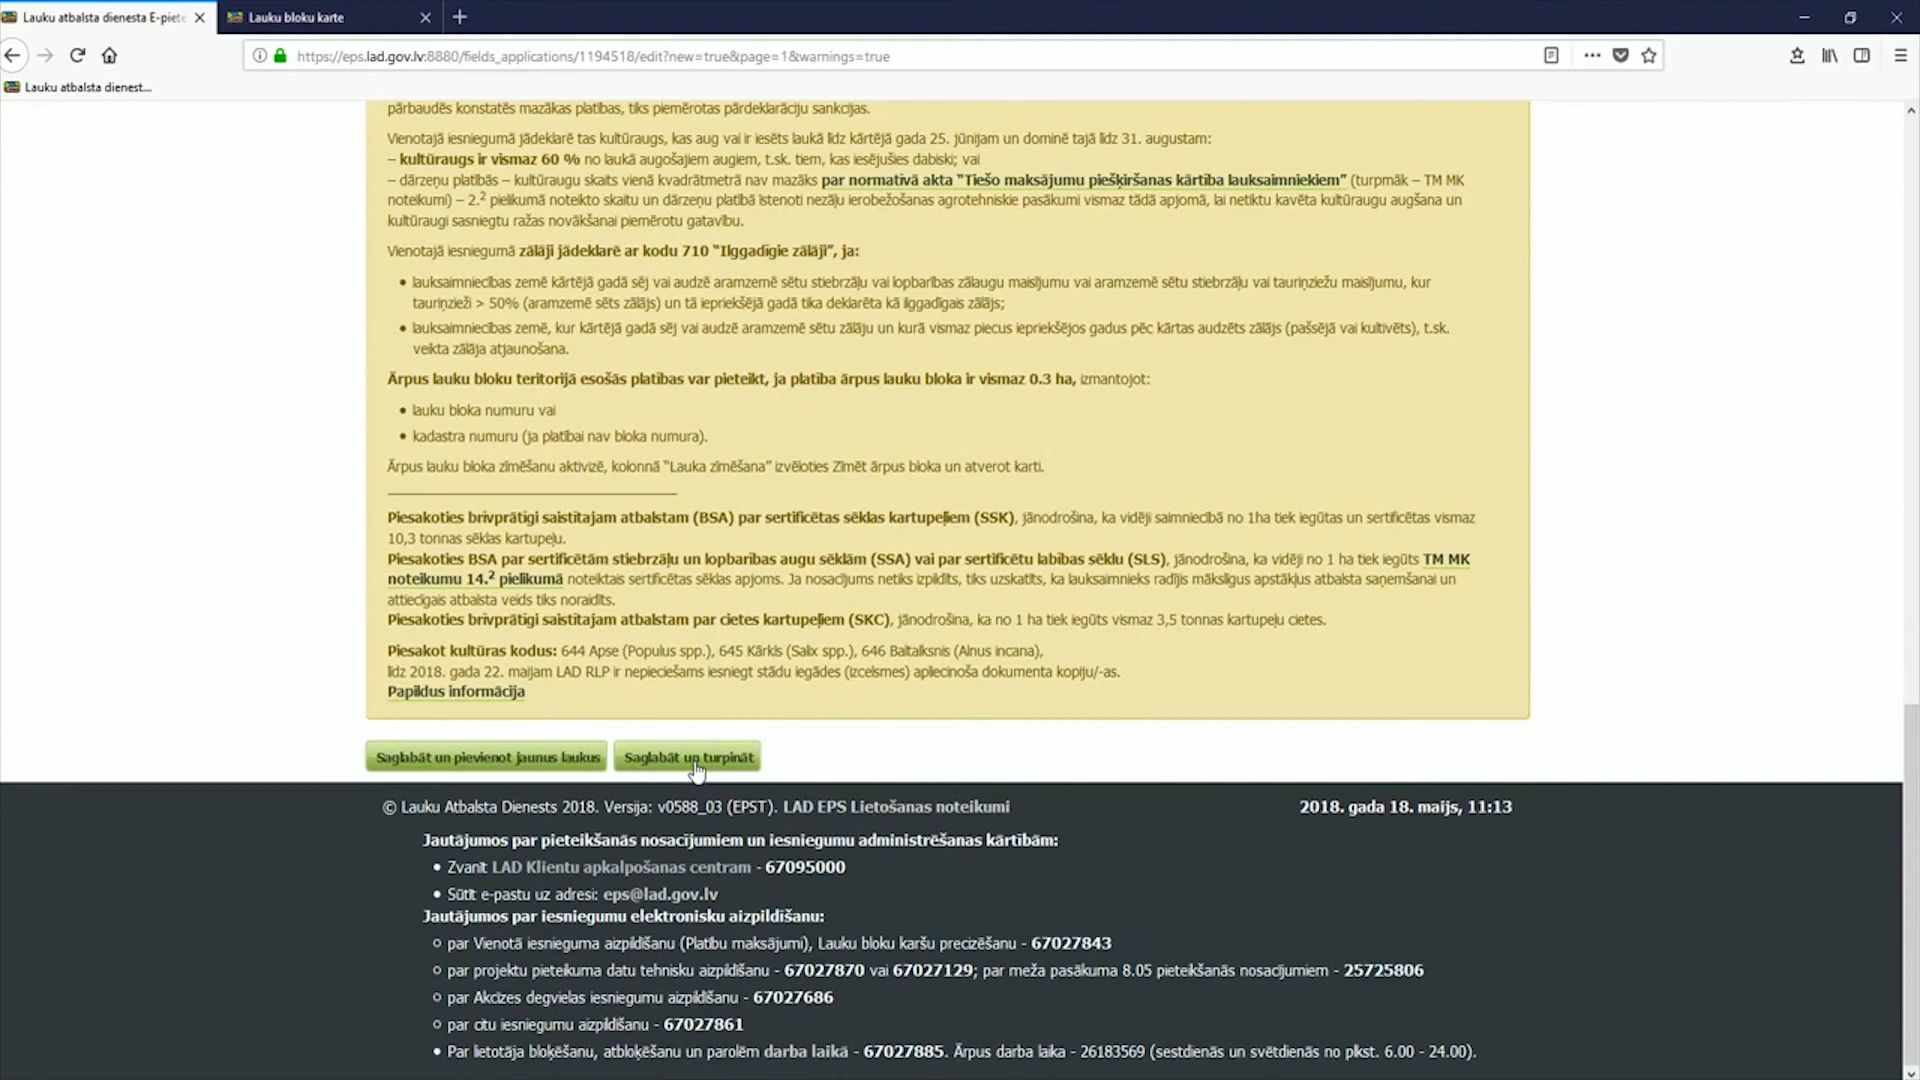 Lauku atbalsta dienesta E-piete
Lauku bloku karte
https://eps.lad.gov.lv:8880/fields_applications/1194518/edit?new=true&page=1&warnings=true
Lauku atbalsta dienest...
pārbaudēs konstatēs mazākas platības, tiks piemērotas pārdeklarāciju sankcijas.
Vienotajā iesniegumā jādeklarē tas kultūraugs, kas aug vai ir iesēts laukā līdz kārtējā gada 25. jūnijam un dominē tajā līdz 31. augustam:
– kultūraugs ir vismaz 60 % no laukā augošajiem augiem, t.sk. tiem, kas iesējušies dabiski; vai
– dārzeņu platībās – kultūraugu skaits vienā kvadrātmetrā nav mazāks par normatīvā akta "Tiešo maksājumu piešķiršanas kārtība lauksaimniekiem" (turpmāk – TM MK
noteikumi) – 2.² pielikumā noteikto skaitu un dārzeņu platībā īstenoti nezāļu ierobežošanas agrotehniskie pasākumi vismaz tādā apjomā, lai netiktu kavēta kultūraugu augšana un
kultūraugi sasniegtu ražas novākšanai piemērotu gatavību.
Vienotajā iesniegumā zālāji jādeklarē ar kodu 710 "Ilggadīgie zālāji", ja:
• lauksaimniecības zemē kārtējā gadā sēj vai audzē aramzemē sētu stiebrzāļu vai lopbarības zālaugu maisījumu vai aramzemē sētu stiebrzāļu vai tauriņziežu maisījumu, kur
tauriņzieži > 50% (aramzemē sēts zālājs) un tā iepriekšējā gadā tika deklarēta kā ilggadīgais zālājs;
• lauksaimniecības zemē, kur kārtējā gadā sēj vai audzē aramzemē sētu zālāju un kurā vismaz piecus iepriekšējos gadus pēc kārtas audzēts zālājs (pašsējā vai kultivēts), t.sk.
veikta zālāja atjaunošana.
Ārpus lauku bloku teritorijā esošās platības var pieteikt, ja platība ārpus lauku bloka ir vismaz 0.3 ha, izmantojot:
• lauku bloka numuru vai
• kadastra numuru (ja platībai nav bloka numura).
Ārpus lauku bloka zīmēšanu aktivizē, kolonnā "Lauka zīmēšana" izvēloties Zīmēt ārpus bloka un atverot karti.
Piesakoties brīvprātīgi saistītajam atbalstam (BSA) par sertificētas sēklas kartupeļiem (SSK), jānodrošina, ka vidēji saimniecībā no 1ha tiek iegūtas un sertificētas vismaz
10,3 tonnas sēklas kartupeļu.
Piesakoties BSA par sertificētām stiebrzāļu un lopbarības augu sēklām (SSA) vai par sertificētu labības sēklu (SLS), jānodrošina, ka vidēji no 1 ha tiek iegūts TM MK
noteikumu 14.² pielikumā noteiktais sertificētas sēklas apjoms. Ja nosacījums netiks izpildīts, tiks uzskatīts, ka lauksaimnieks radījis mākslīgus apstākļus atbalsta saņemšanai un
attiecīgais atbalsta veids tiks noraidīts.
Piesakoties brīvprātīgi saistītajam atbalstam par cietes kartupeļiem (SKC), jānodrošina, ka no 1 ha tiek iegūts vismaz 3,5 tonnas kartupeļu cietes.
Piesakot kultūras kodus: 644 Apse (Populus spp.), 645 Kārkls (Salix spp.), 646 Baltalksnis (Alnus incana),
līdz 2018. gada 22. maijam LAD RLP ir nepieciešams iesniegt stādu iegādes (izcelsmes) apliecinoša dokumenta kopiju/-as.
Papildus informācija
Saglabāt un pievienot jaunus laukus Saglabāt un turpināt
© Lauku Atbalsta Dienests 2018. Versija: v0588_03 (EPST). LAD EPS Lietošanas noteikumi
2018. gada 18. maijs, 11:13
Jautājumos par pieteikšanās nosacījumiem un iesniegumu administrēšanas kārtībām:
• Zvanīt LAD Klientu apkalpošanas centram - 67095000
• Sūtīt e-pastu uz adresi: eps@lad.gov.lv
Jautājumos par iesniegumu elektronisku aizpildīšanu:
par Vienotā iesnieguma aizpildīšanu (Platību maksājumi), Lauku bloku karšu precizēšanu - 67027843
par projektu pieteikuma datu tehnisku aizpildīšanu - 67027870 vai 67027129; par meža pasākuma 8.05 pieteikšanās nosacījumiem - 25725806
par Akcīzes degvielas iesniegumu aizpildīšanu - 67027686
par citu iesniegumu aizpildīšanu - 67027861
• Par lietotāja bloķēšanu, atbloķēšanu un parolēm darba laikā - 67027885. Ārpus darba laika - 26183569 (sestdienās un svētdienās no plkst. 6.00 - 24.00).